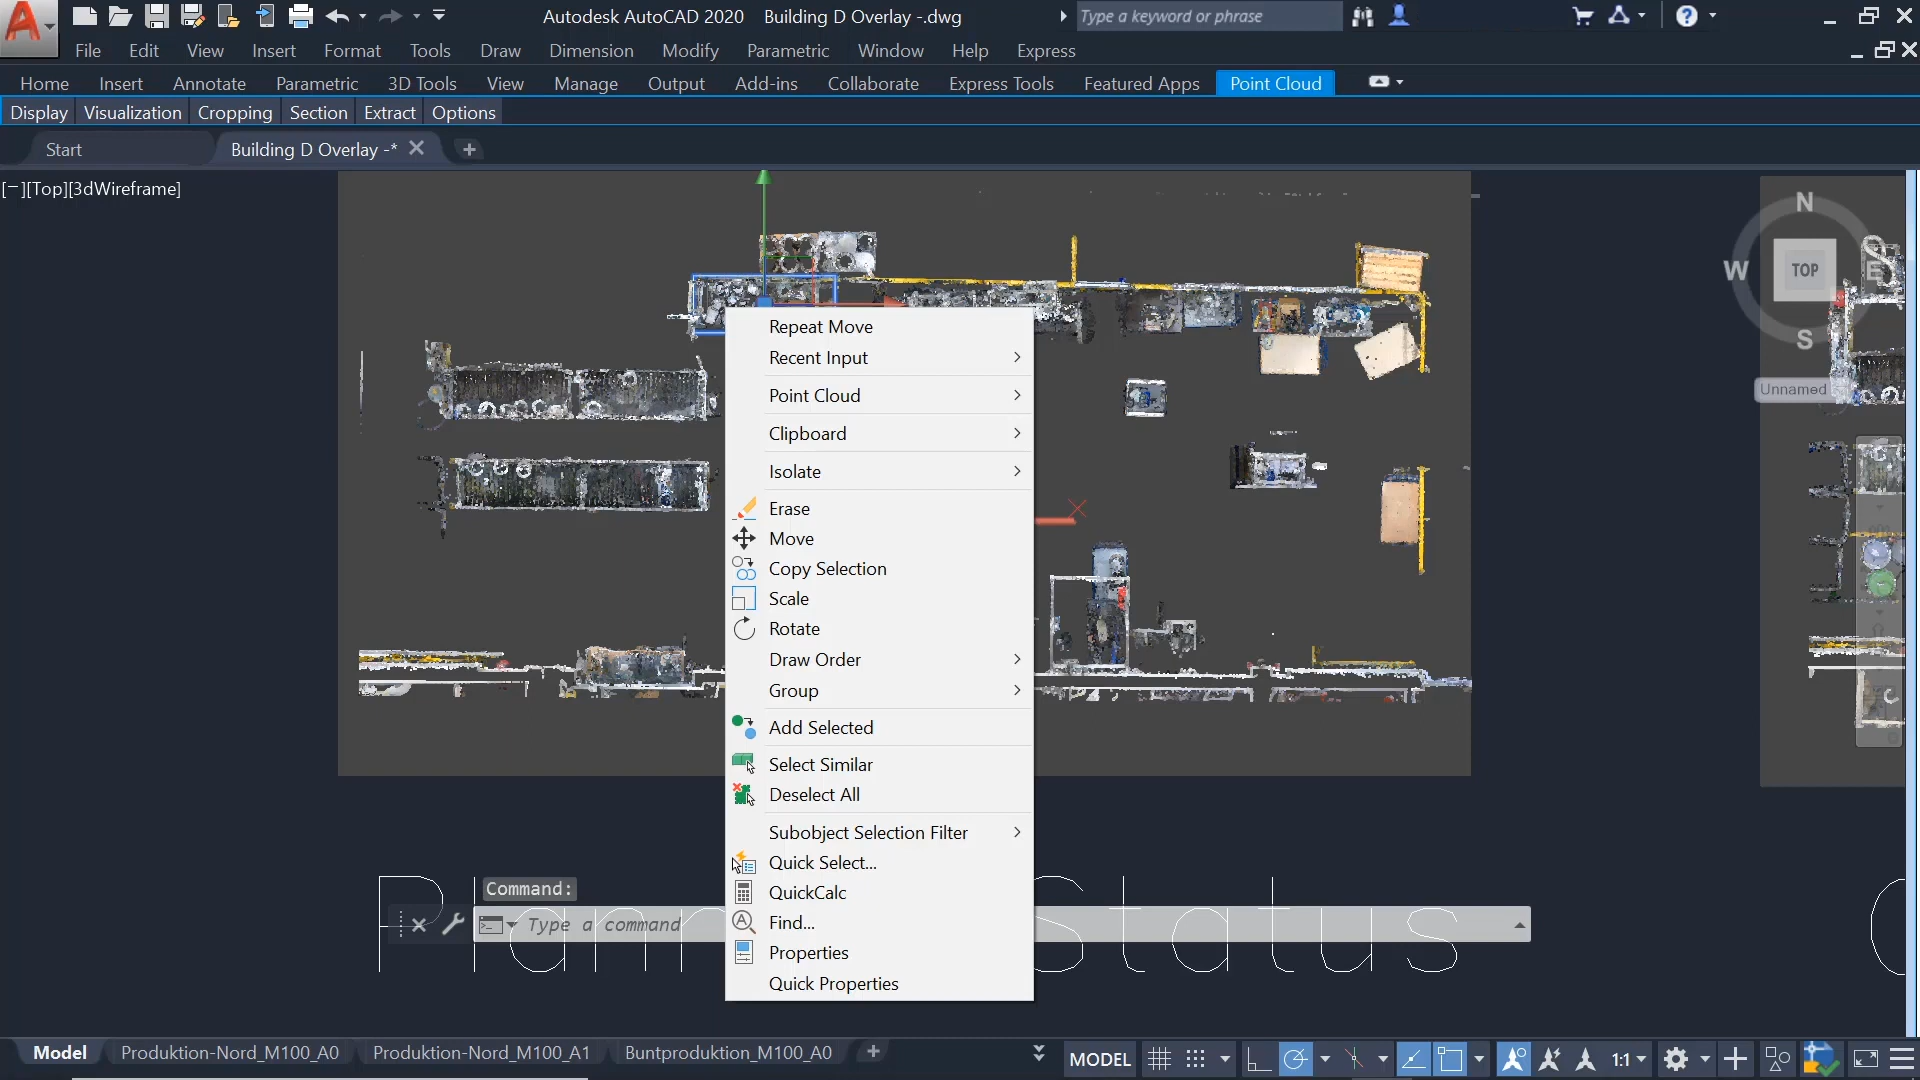 Autodesk AutoCAD 2020 Building D Overlay -.dwg
Type a keyword or phrase
File Edit View Insert Format Tools Draw Dimension Modify Parametric Window Help Express
Home Insert Annotate Parametric 3D Tools View Manage Output Add-ins Collaborate Express Tools Featured Apps Point Cloud
Display Visualization Cropping Section Extract Options
Start
Building D Overlay -*
[−][Top][3dWireframe]
N
W
TOP
E
S
Unnamed
Repeat Move
Recent Input
Point Cloud
Clipboard
Isolate
Erase
Move
Copy Selection
Scale
Rotate
Draw Order
Group
Add Selected
Select Similar
Deselect All
Subobject Selection Filter
Quick Select...
QuickCalc
Find...
Properties
Quick Properties
Command:
Type a command
Status
Model Produktion-Nord_M100_A0 Produktion-Nord_M100_A1 Buntproduktion_M100_A0
MODEL
1:1